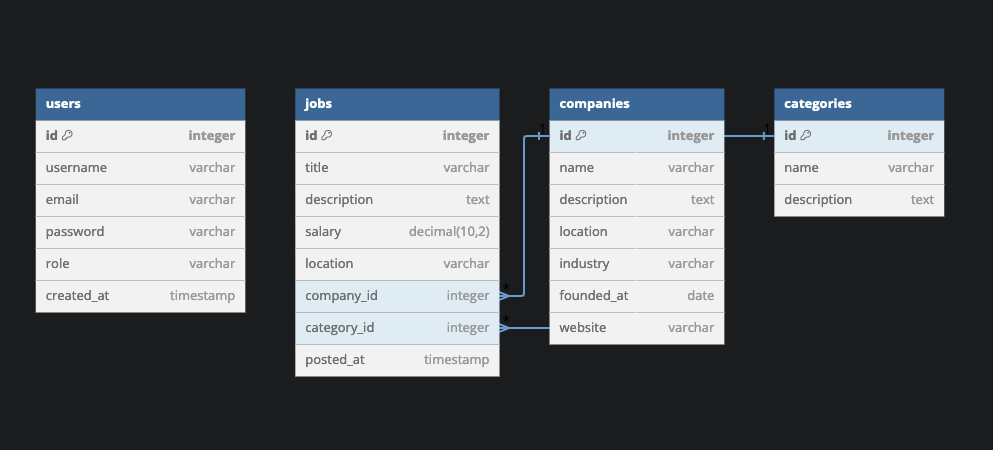 users
id integer
username varchar
email varchar
password varchar
role varchar
created_at timestamp
jobs
id integer
title varchar
description text
salary decimal(10,2)
location varchar
company_id integer
category_id integer
posted_at timestamp
*
*
1
companies
id integer
name varchar
description text
location varchar
industry varchar
founded_at date
website varchar
1
categories
id integer
name varchar
description text